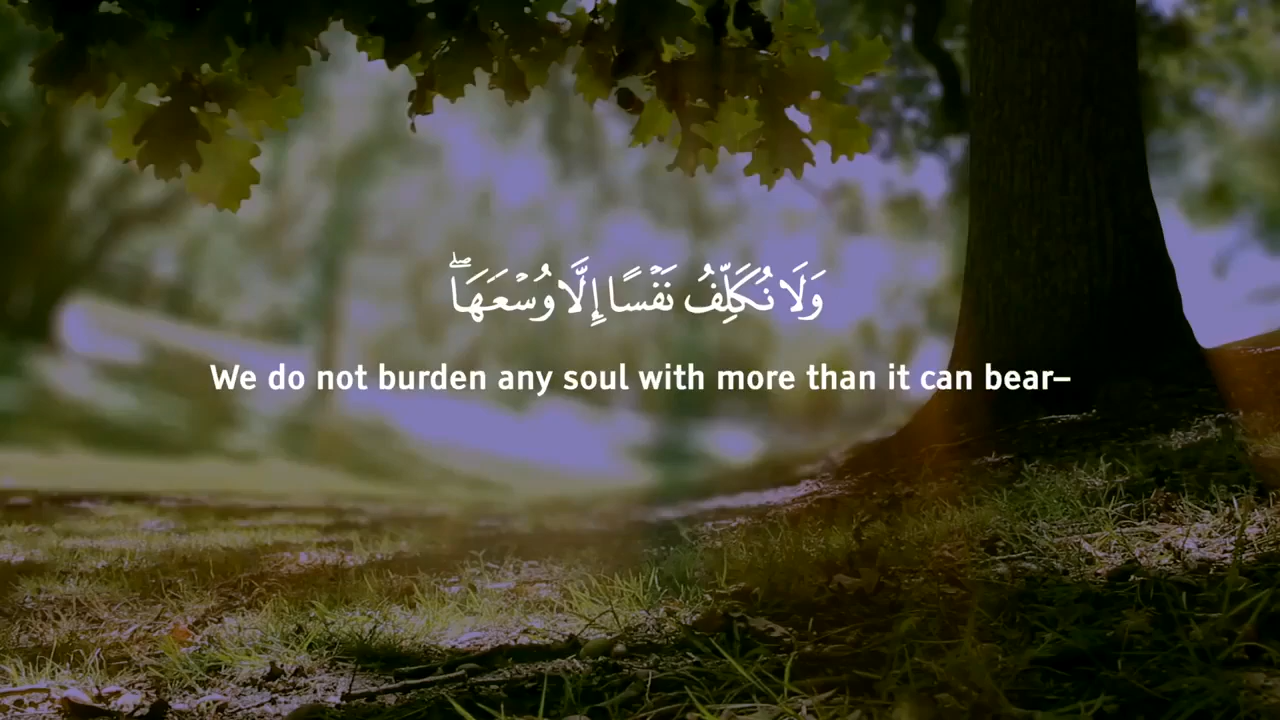 وَلَا نُكَلِّفُ نَفْسًا إِلَّا وُسْعَهَا ۖ
We do not burden any soul with more than it can bear–